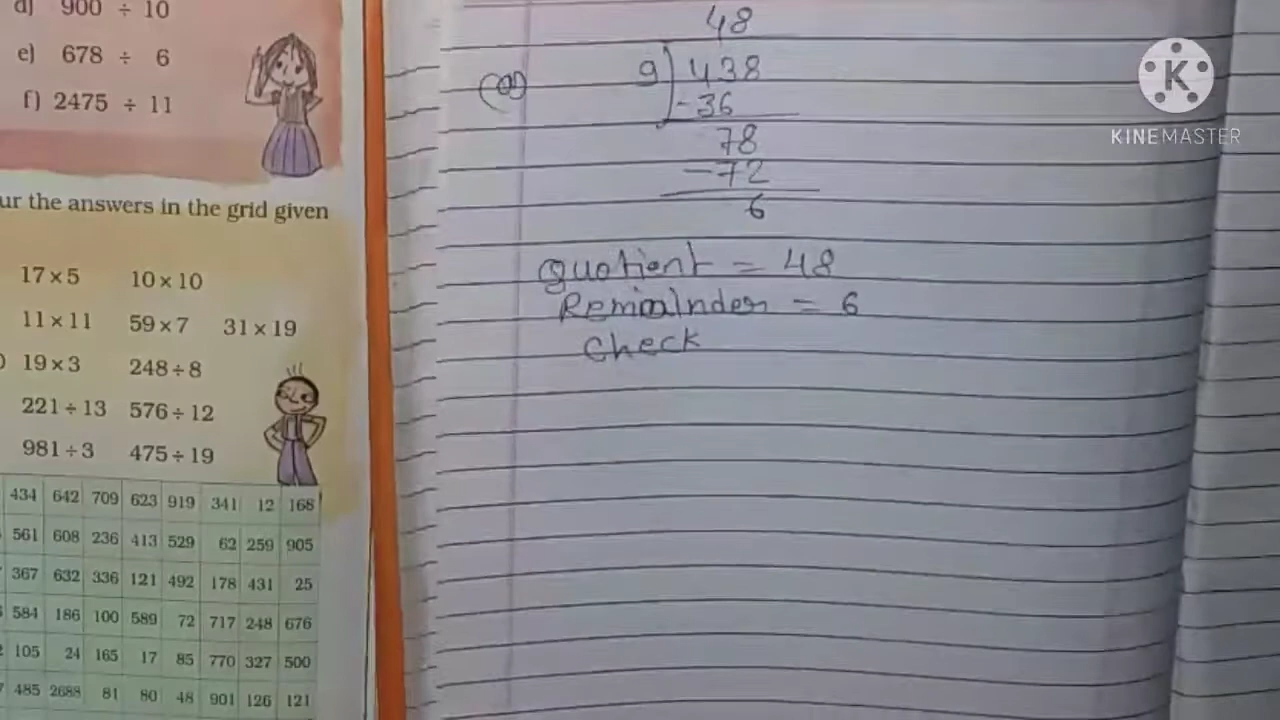 d) 900 ÷ 10
e) 678 ÷ 6
f) 2475 ÷ 11
ur the answers in the grid given
17 × 5 10 × 10
11 × 11 59 × 7 31 × 19
) 19 × 3 248 ÷ 8
221 ÷ 13 576 ÷ 12
981 ÷ 3 475 ÷ 19
434 642 709 623 919 341 12 168
561 608 236 413 529 62 259 905
367 632 336 121 492 178 431 25
584 186 100 589 72 717 248 676
105 24 165 17 85 770 327 500
485 2688 81 80 48 901 126 121
48
(a) 9)438
-36
78
-72
6
quotient = 48
Remainder = 6
Check
K
KINEMASTER